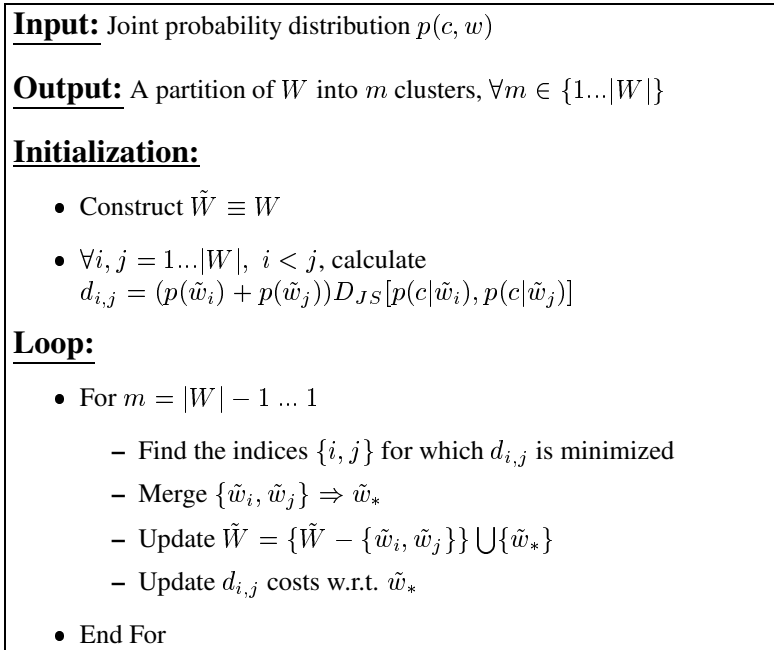 Input: Joint probability distribution p(c, w)
Output: A partition of W into m clusters, ∀m ∈ {1...|W|}
Initialization:
• Construct W̃ ≡ W
• ∀i, j = 1...|W|, i < j, calculate
d_{i,j} = (p(w̃_i) + p(w̃_j))D_{JS}[p(c|w̃_i), p(c|w̃_j)]
Loop:
• For m = |W| − 1 ... 1
– Find the indices {i, j} for which d_{i,j} is minimized
– Merge {w̃_i, w̃_j} ⇒ w̃_*
– Update W̃ = {W̃ − {w̃_i, w̃_j}} ⋃{w̃_*}
– Update d_{i,j} costs w.r.t. w̃_*
• End For